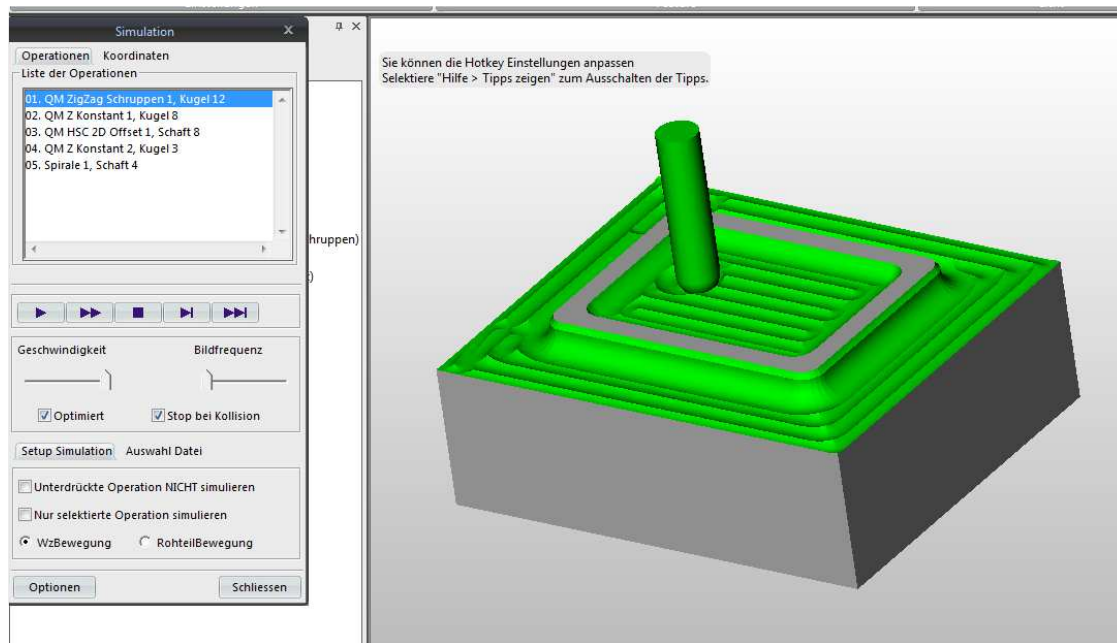 Simulation
Operationen Koordinaten
Liste der Operationen
01. QM ZigZag Schruppen 1, Kugel 12
02. QM Z Konstant 1, Kugel 8
03. QM HSC 2D Offset 1, Schaft 8
04. QM Z Konstant 2, Kugel 3
05. Spirale 1, Schaft 4
Geschwindigkeit Bildfrequenz
Optimiert Stop bei Kollision
Setup Simulation Auswahl Datei
Unterdrückte Operation NICHT simulieren
Nur selektierte Operation simulieren
WzBewegung RohteilBewegung
Optionen Schliessen
hruppen)
Sie können die Hotkey Einstellungen anpassen
Selektiere "Hilfe > Tipps zeigen" zum Ausschalten der Tipps.